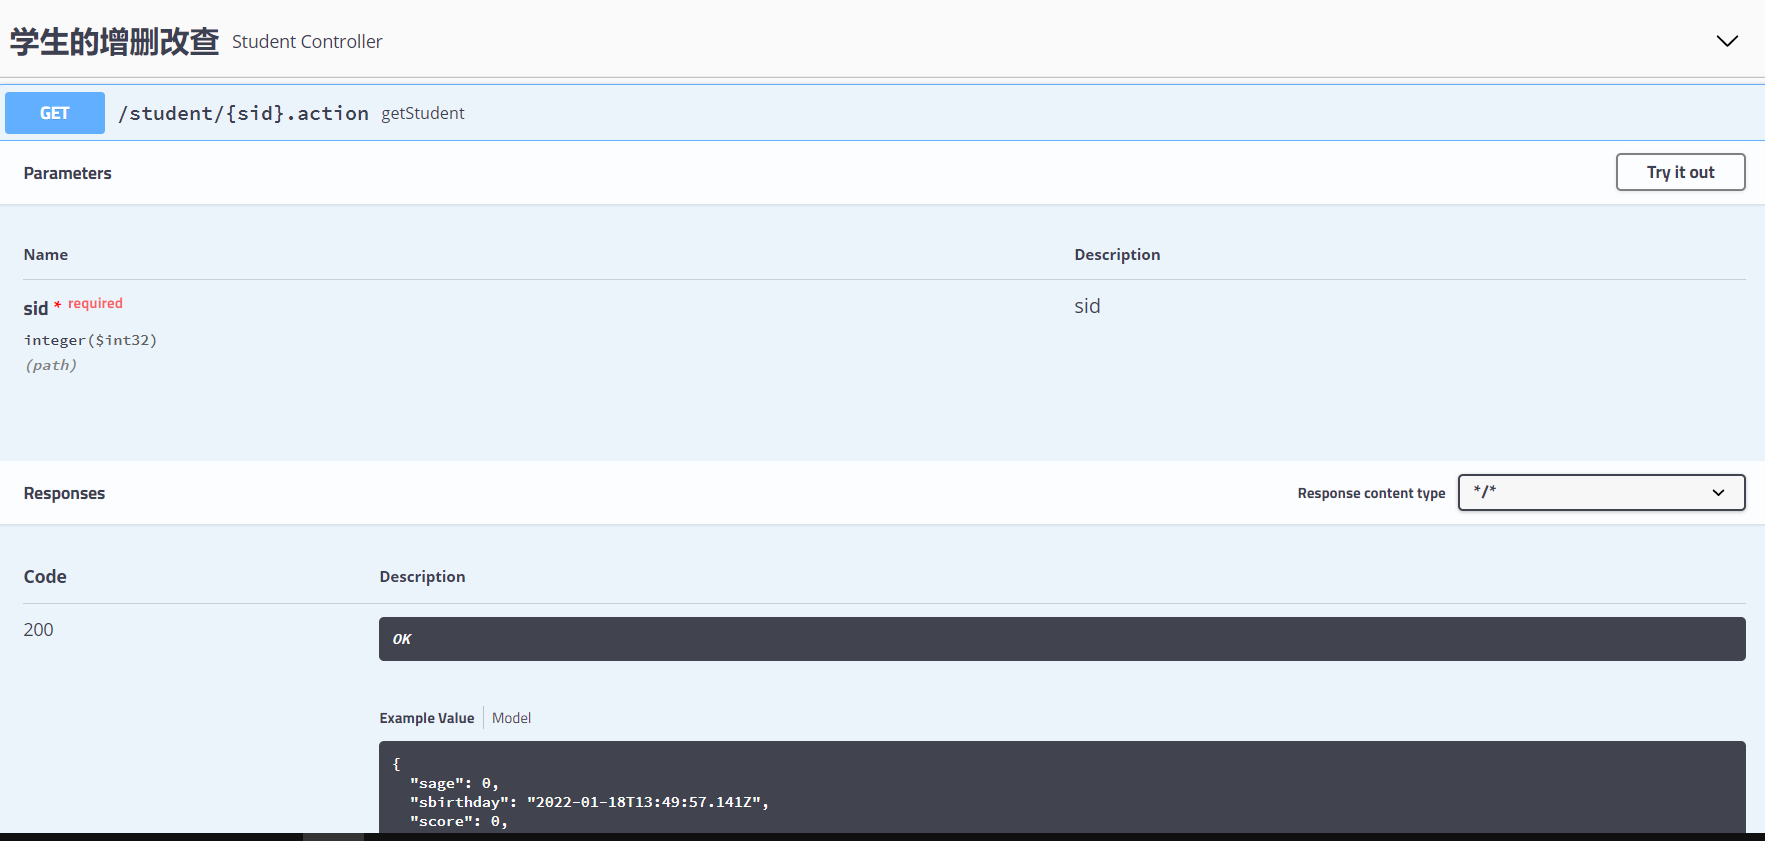 学生的增删改查 Student Controller
GET /student/{sid}.action getStudent
Parameters Try it out
Name Description
sid * required sid
integer($int32)
(path)
Responses Response content type */*
Code Description
200 OK
Example Value Model
{
"sage": 0,
"sbirthday": "2022-01-18T13:49:57.141Z",
"score": 0,